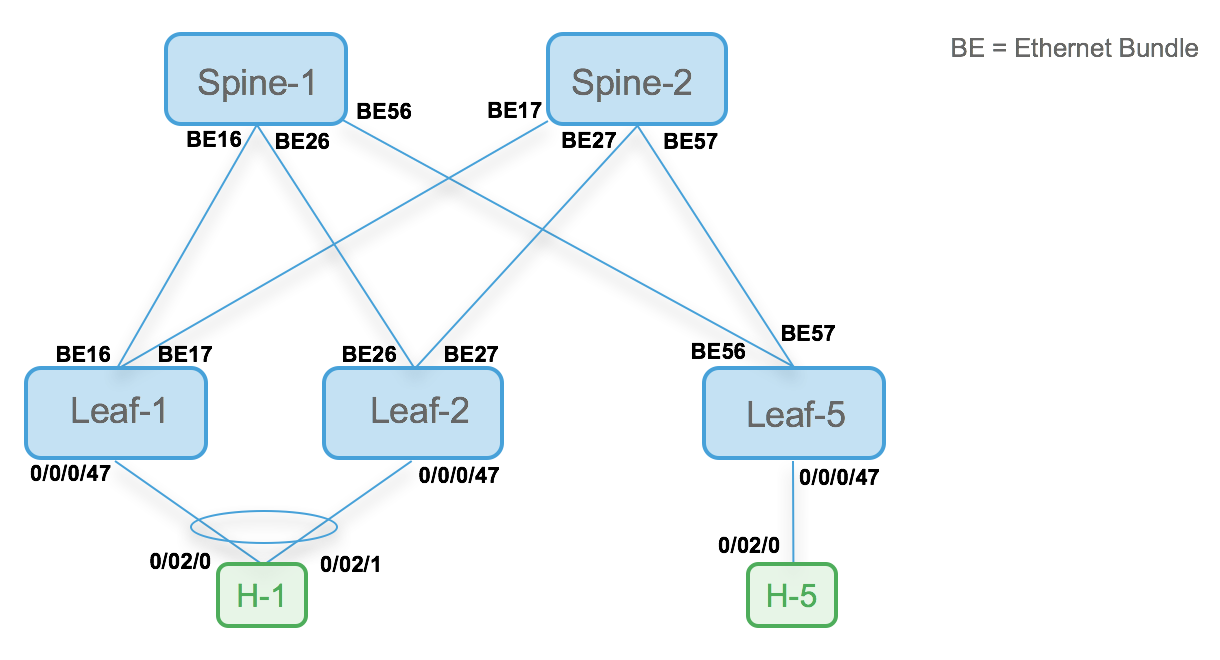 BE = Ethernet Bundle
Spine-1
Spine-2
BE56
BE17
BE16
BE26
BE27
BE57
BE16
BE17
BE26
BE27
BE56
BE57
Leaf-1
Leaf-2
Leaf-5
0/0/0/47
0/0/0/47
0/0/0/47
0/02/0
0/02/1
0/02/0
H-1
H-5